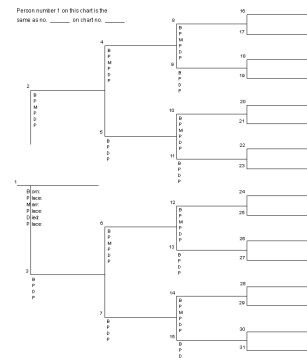 Person number 1 on this chart is the
same as no. ______ on chart no. ______ .
16
8
17
4
B
P
M
P
D
P
18
9
19
B
P
D
P
2
B
P
M
P
D
P
20
10
21
B
P
M
P
D
P
5
B
P
D
P
22
11
23
B
P
D
P
1
Born:
Place:
Marr:
Place:
Died:
Place:
24
12
25
B
P
M
P
D
P
6
B
P
M
P
D
P
26
13
27
B
P
D
P
3
B
P
D
P
28
14
29
B
P
M
P
D
P
7
B
P
D
P
30
15
31
B
P
D